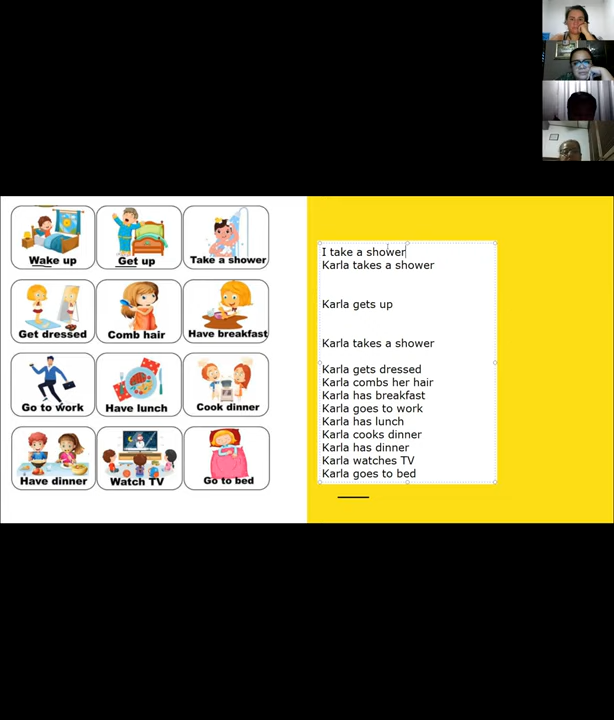 Wake up
Get up
Take a shower
Get dressed
Comb hair
Have breakfast
Go to work
Have lunch
Cook dinner
Have dinner
Watch TV
Go to bed
I take a shower
Karla takes a shower
Karla gets up
Karla takes a shower
Karla gets dressed
Karla combs her hair
Karla has breakfast
Karla goes to work
Karla has lunch
Karla cooks dinner
Karla has dinner
Karla watches TV
Karla goes to bed